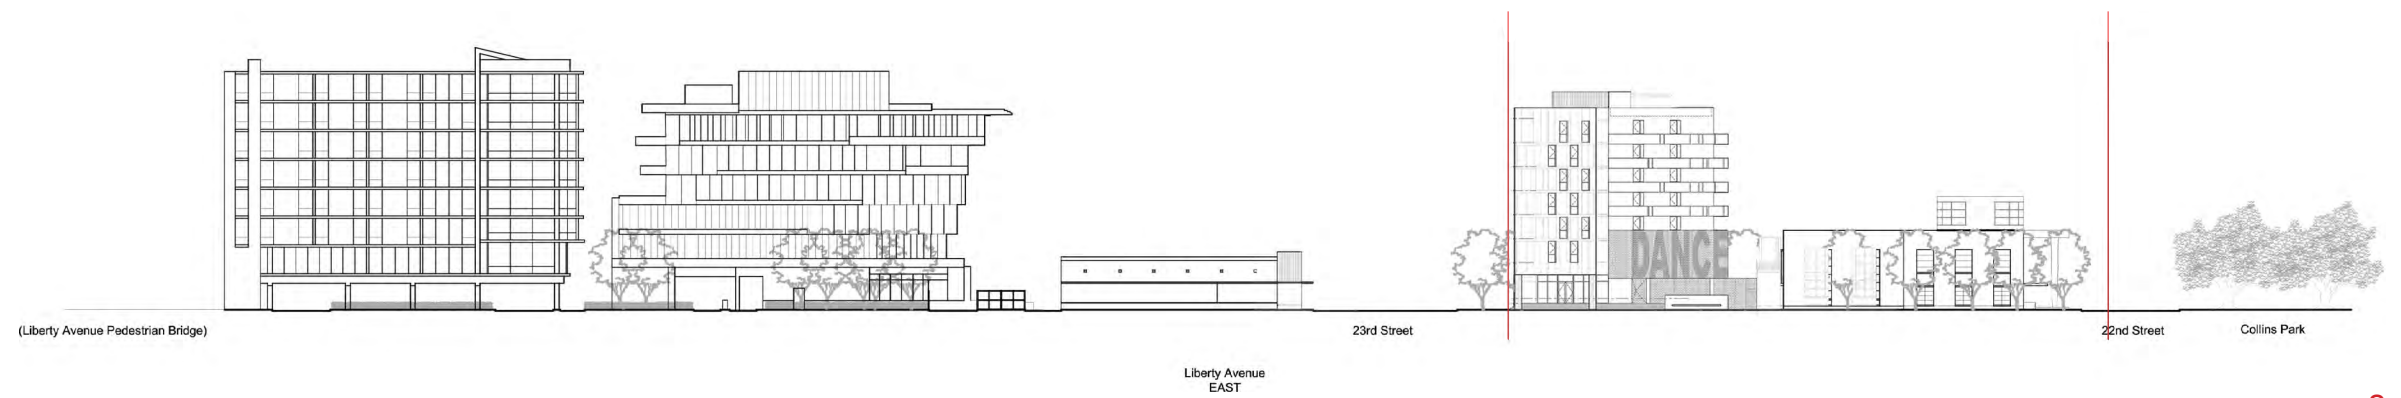 DANCE
(Liberty Avenue Pedestrian Bridge)
23rd Street
22nd Street
Collins Park
Liberty Avenue
EAST